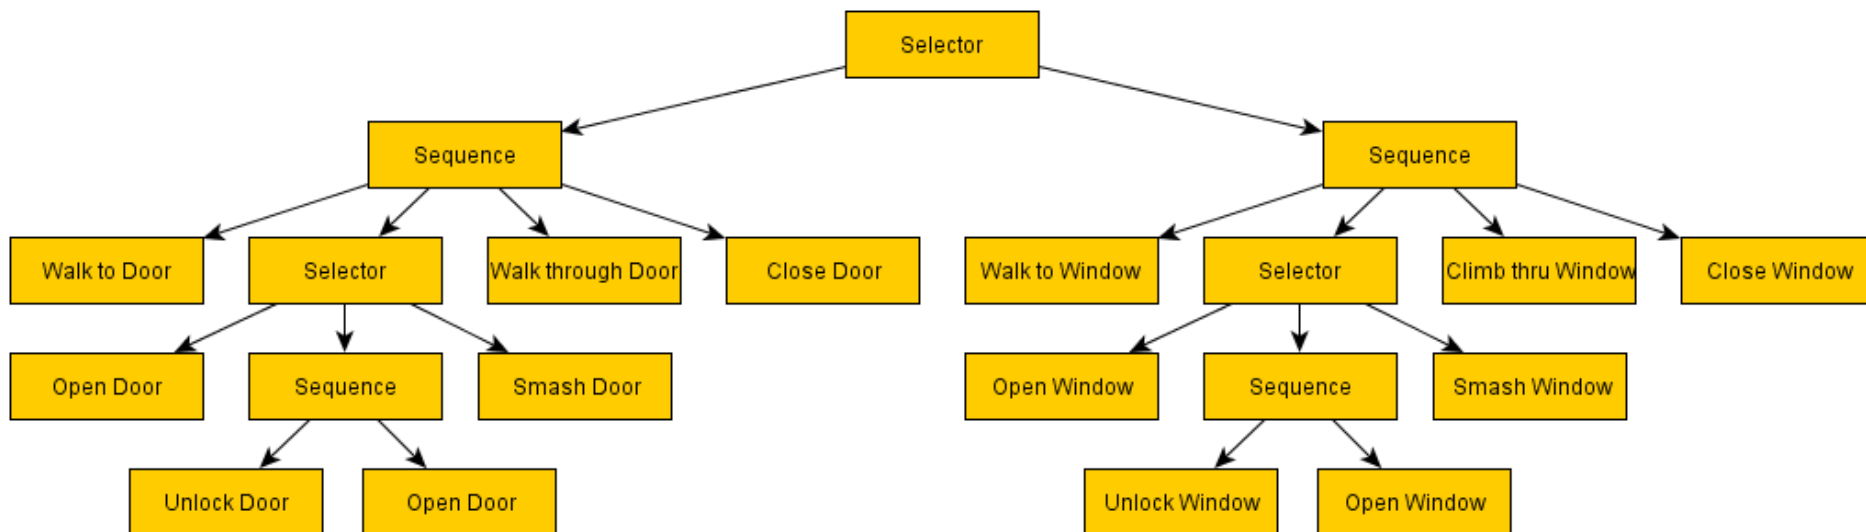 Selector
Sequence
Sequence
Walk to Door
Selector
Walk through Door
Close Door
Walk to Window
Selector
Climb thru Window
Close Window
Open Door
Sequence
Smash Door
Open Window
Sequence
Smash Window
Unlock Door
Open Door
Unlock Window
Open Window